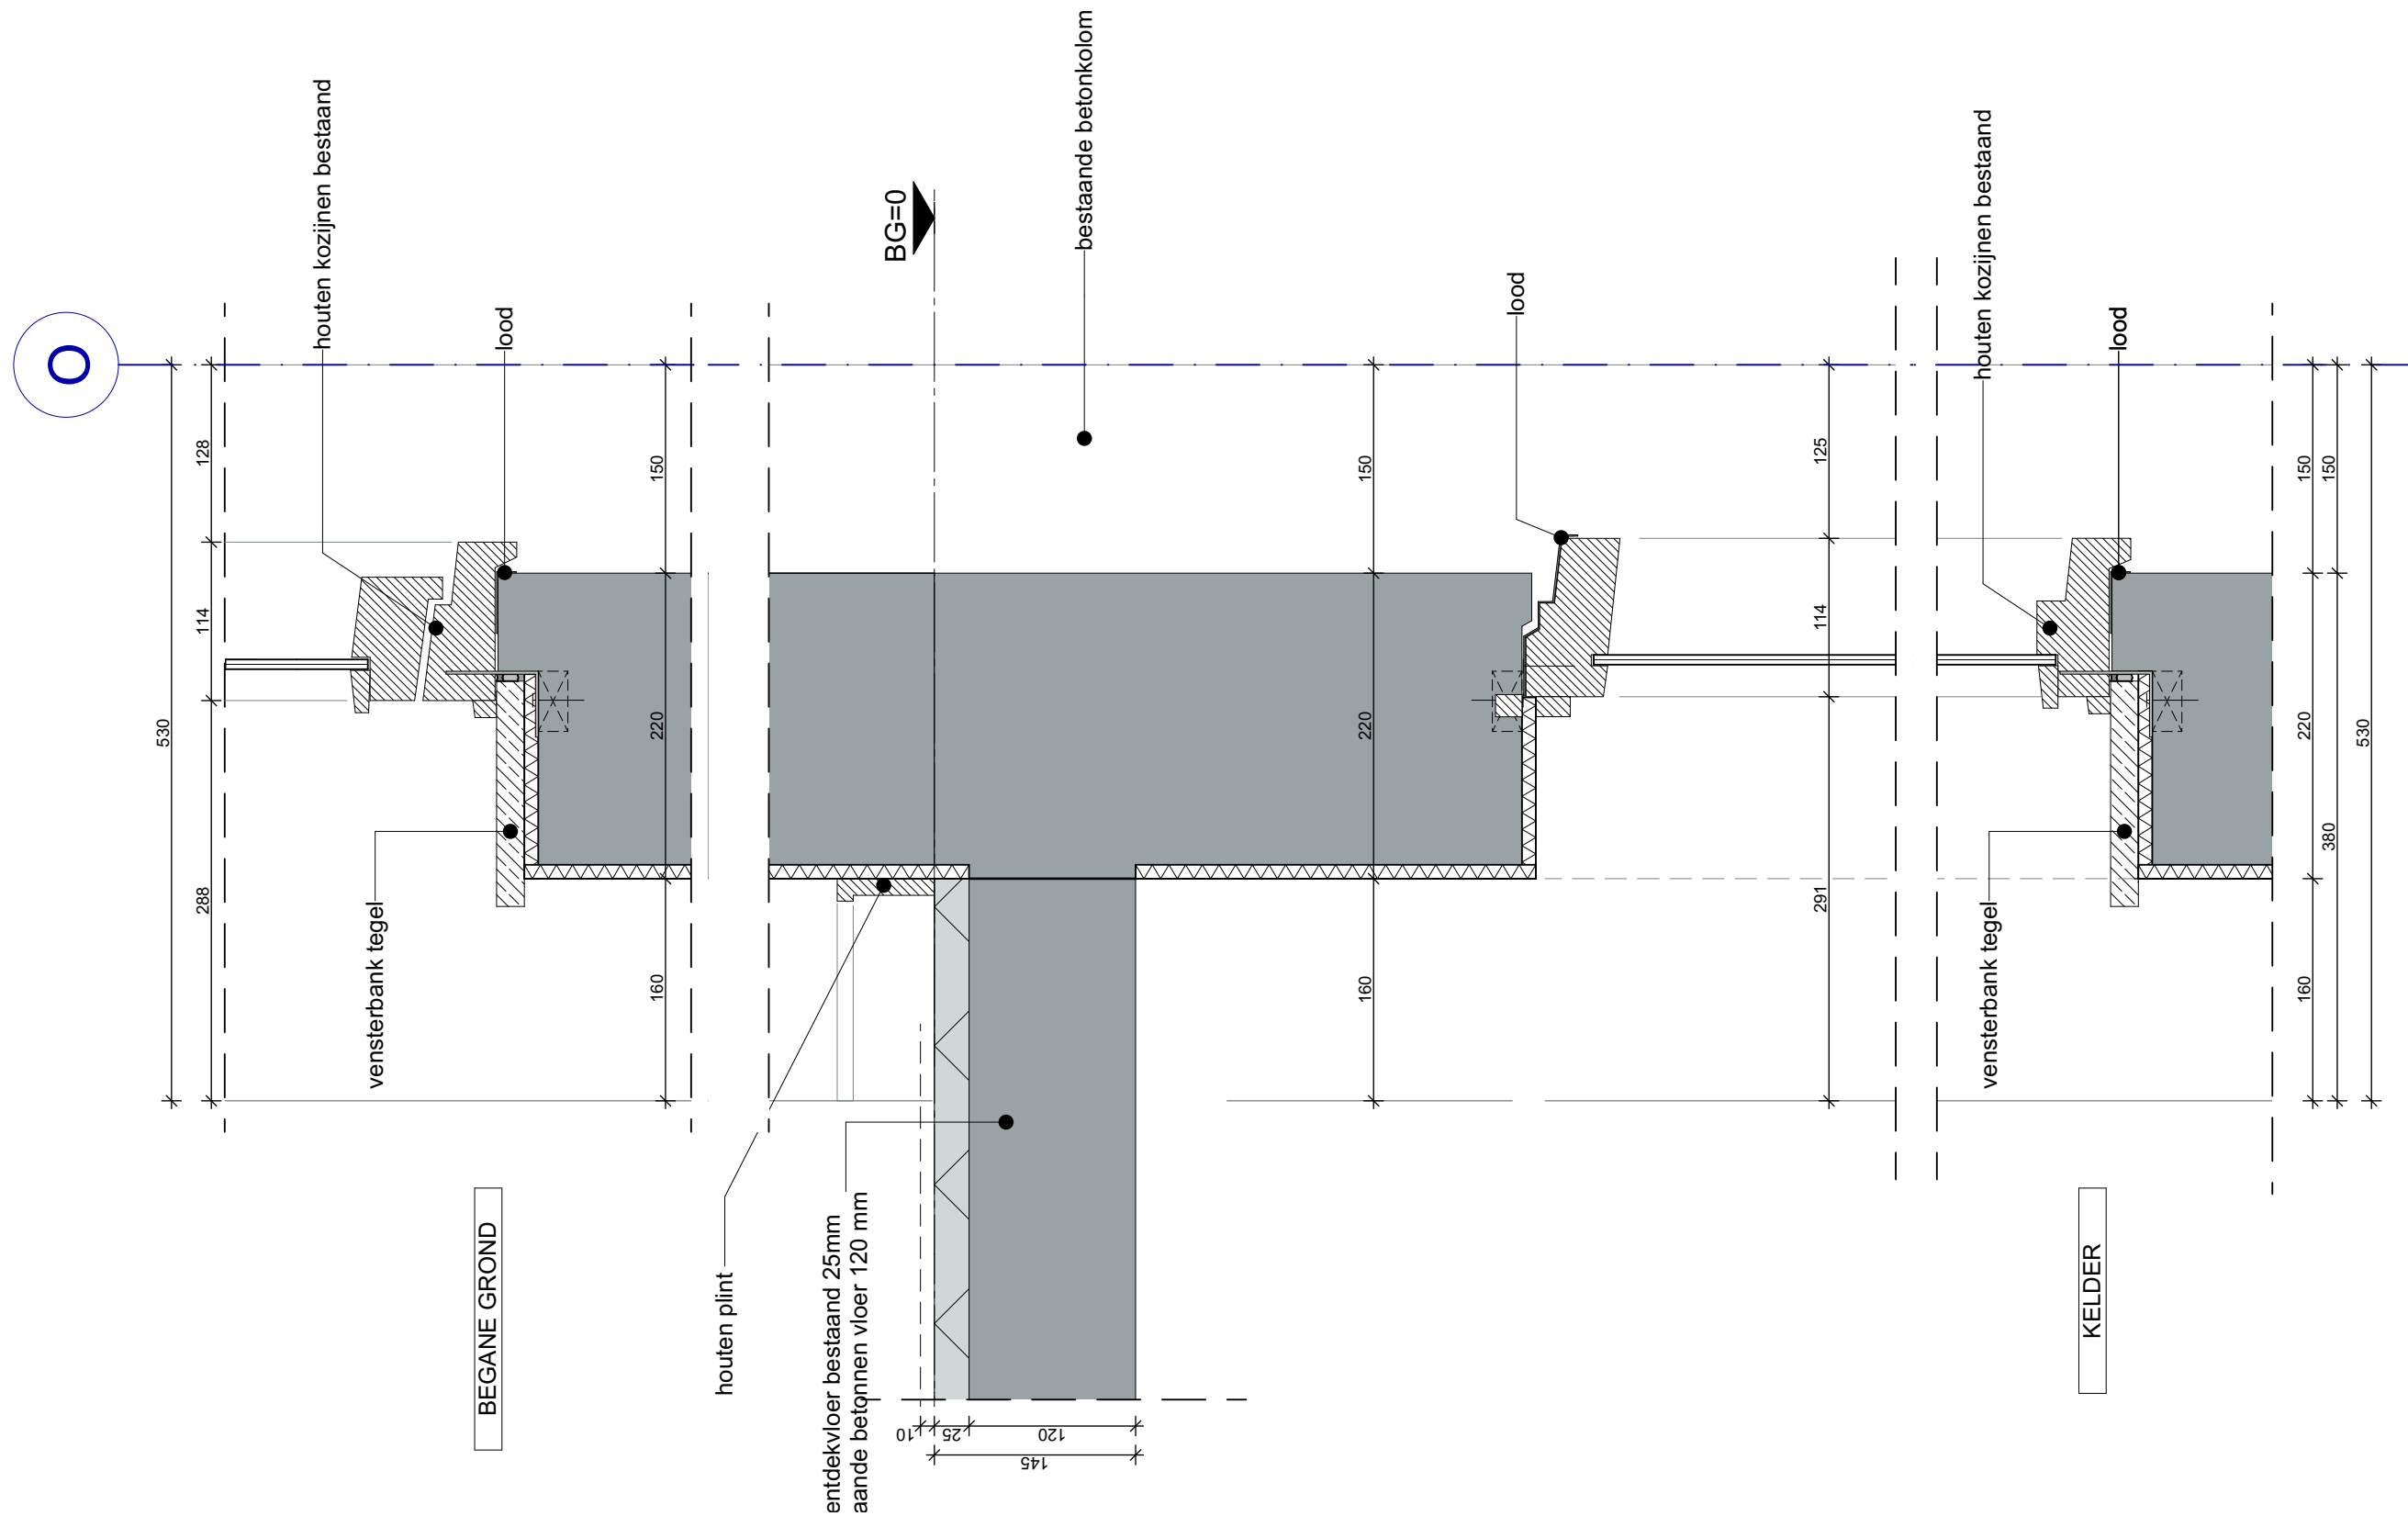 O
houten kozijnen bestaand
lood
BG=0
bestaande betonkolom
lood
houten kozijnen bestaand
lood
530
128
114
288
150
220
160
150
220
160
125
114
291
150
220
160
150
380
530
vensterbank tegel
houten plint
entdekvloer bestaand 25mm
aande betonnen vloer 120 mm
vensterbank tegel
BEGANE GROND
KELDER
10
25
120
145